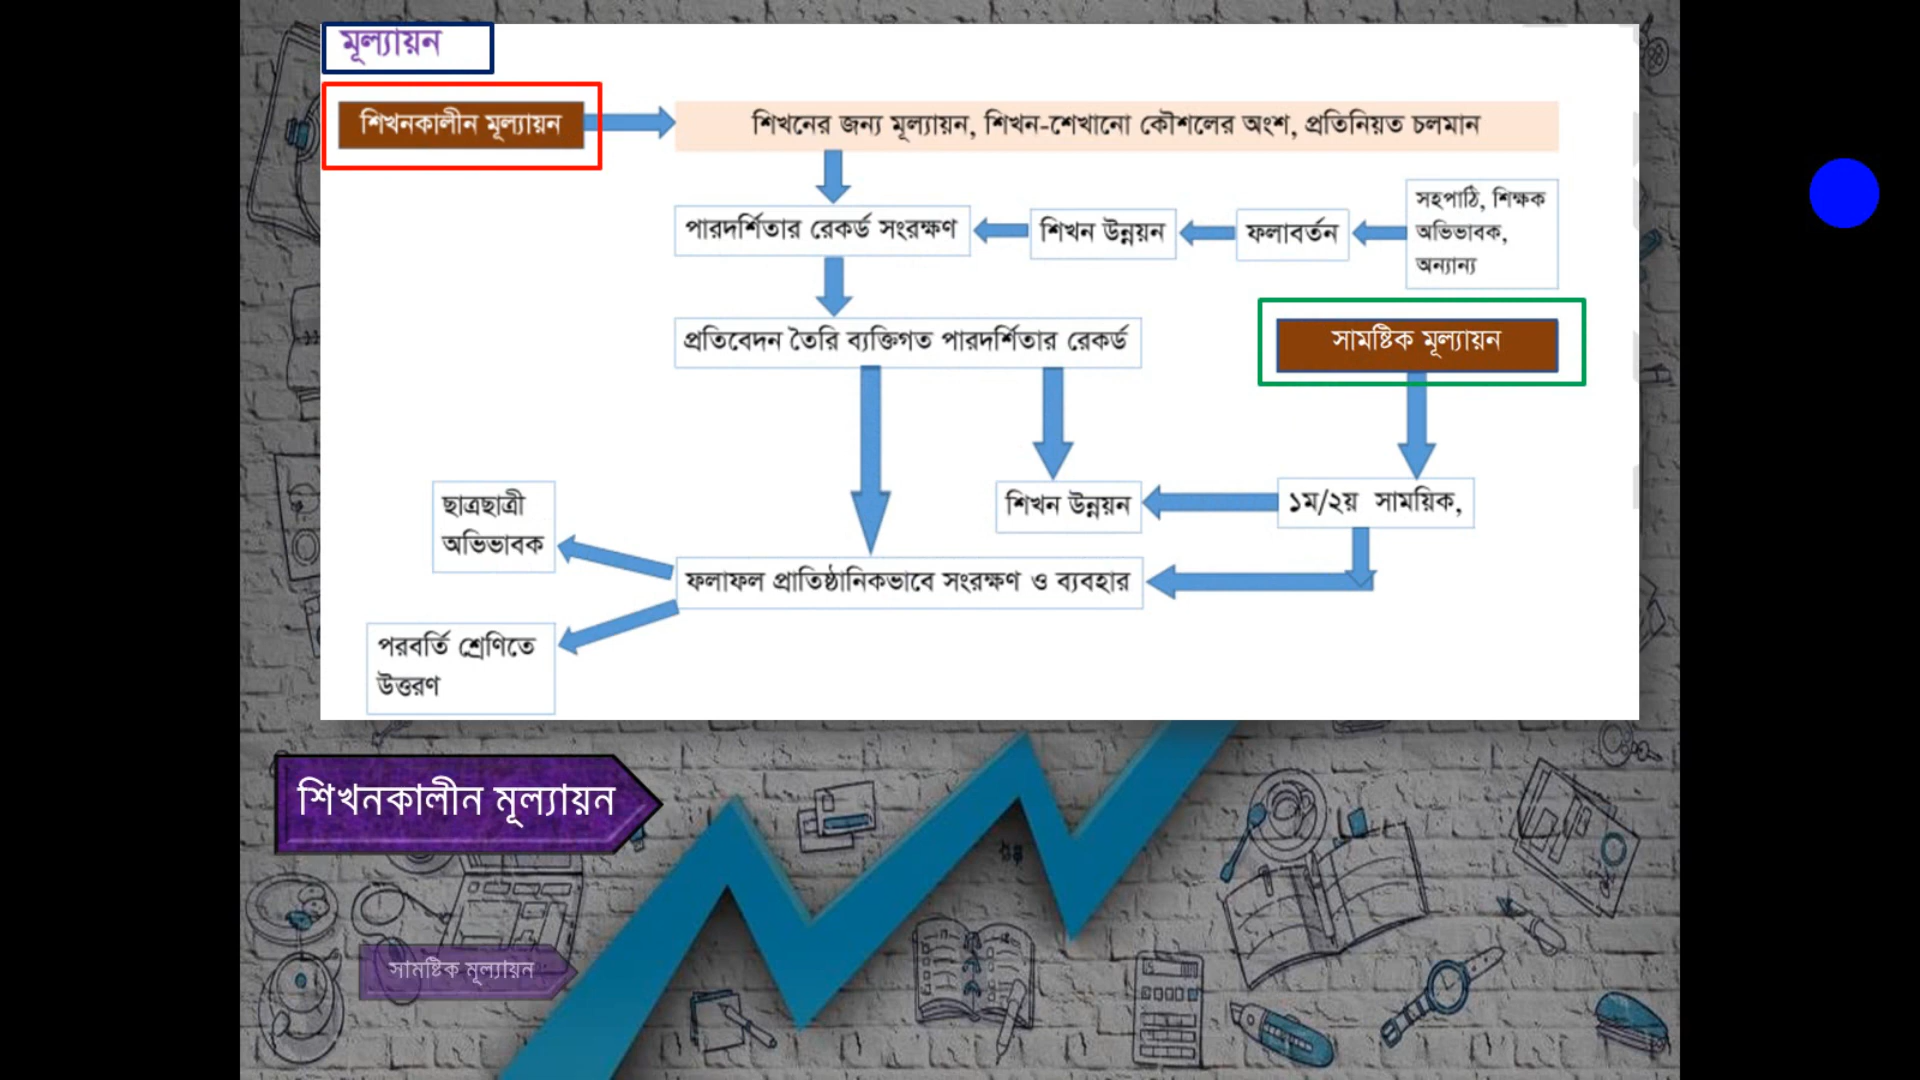 মূল্যায়ন
শিখনকালীন মূল্যায়ন
শিখনের জন্য মূল্যায়ন, শিখন-শেখানো কৌশলের অংশ, প্রতিনিয়ত চলমান
পারদর্শিতার রেকর্ড সংরক্ষণ
শিখন উন্নয়ন
ফলাবর্তন
সহপাঠি, শিক্ষক
অভিভাবক,
অন্যান্য
প্রতিবেদন তৈরি ব্যক্তিগত পারদর্শিতার রেকর্ড
সামষ্টিক মূল্যায়ন
ছাত্রছাত্রী
অভিভাবক
শিখন উন্নয়ন
১ম/২য় সাময়িক,
ফলাফল প্রাতিষ্ঠানিকভাবে সংরক্ষণ ও ব্যবহার
পরবর্তি শ্রেণিতে
উত্তরণ
শিখনকালীন মূল্যায়ন
সামষ্টিক মূল্যায়ন